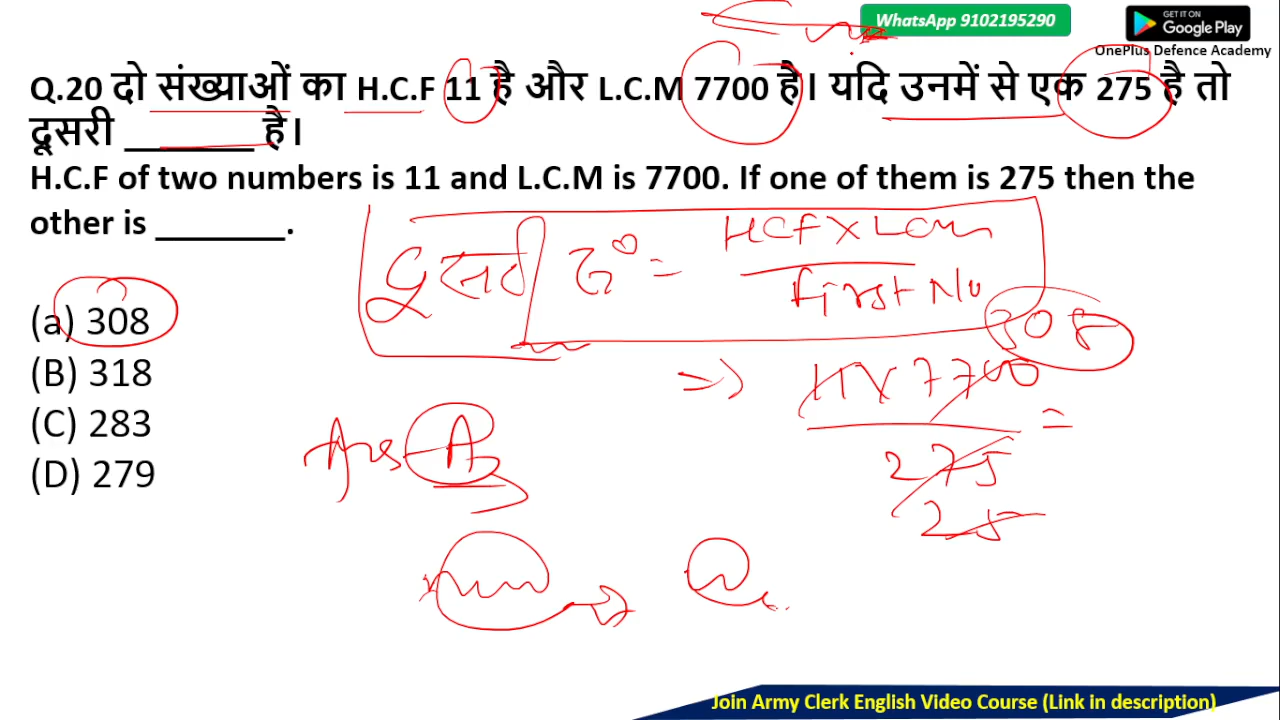 WhatsApp 9102195290
GET IT ON
Google Play
OnePlus Defence Academy
Q.20 दो संख्याओं का H.C.F 11 है और L.C.M 7700 है। यदि उनमें से एक 275 है तो
दूसरी ________ है।
H.C.F of two numbers is 11 and L.C.M is 7700. If one of them is 275 then the
other is ________.
दूसरी सं० = HCF X Lcm
First No
(a) 308
308
(B) 318
=> 11 X 7700
=
(C) 283
Ans - A
275
(D) 279
25
Join Army Clerk English Video Course (Link in description)